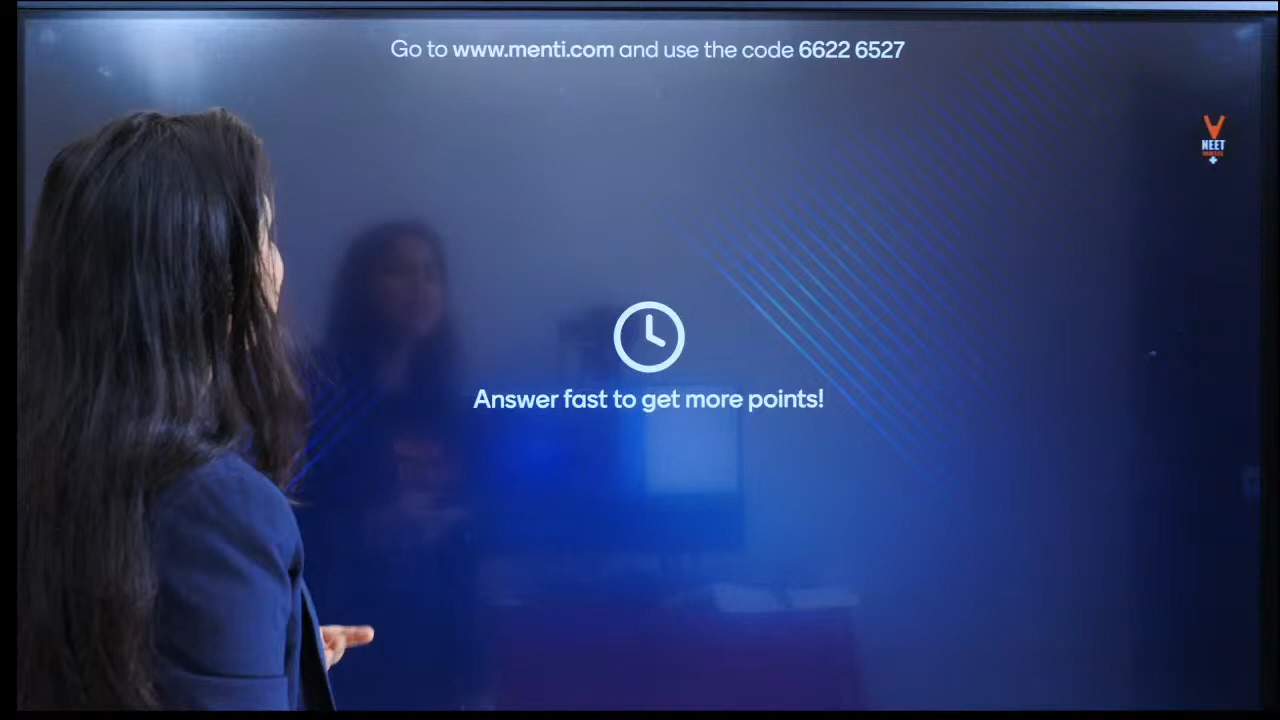 Go to www.menti.com and use the code 6622 6527
NEET
Answer fast to get more points!